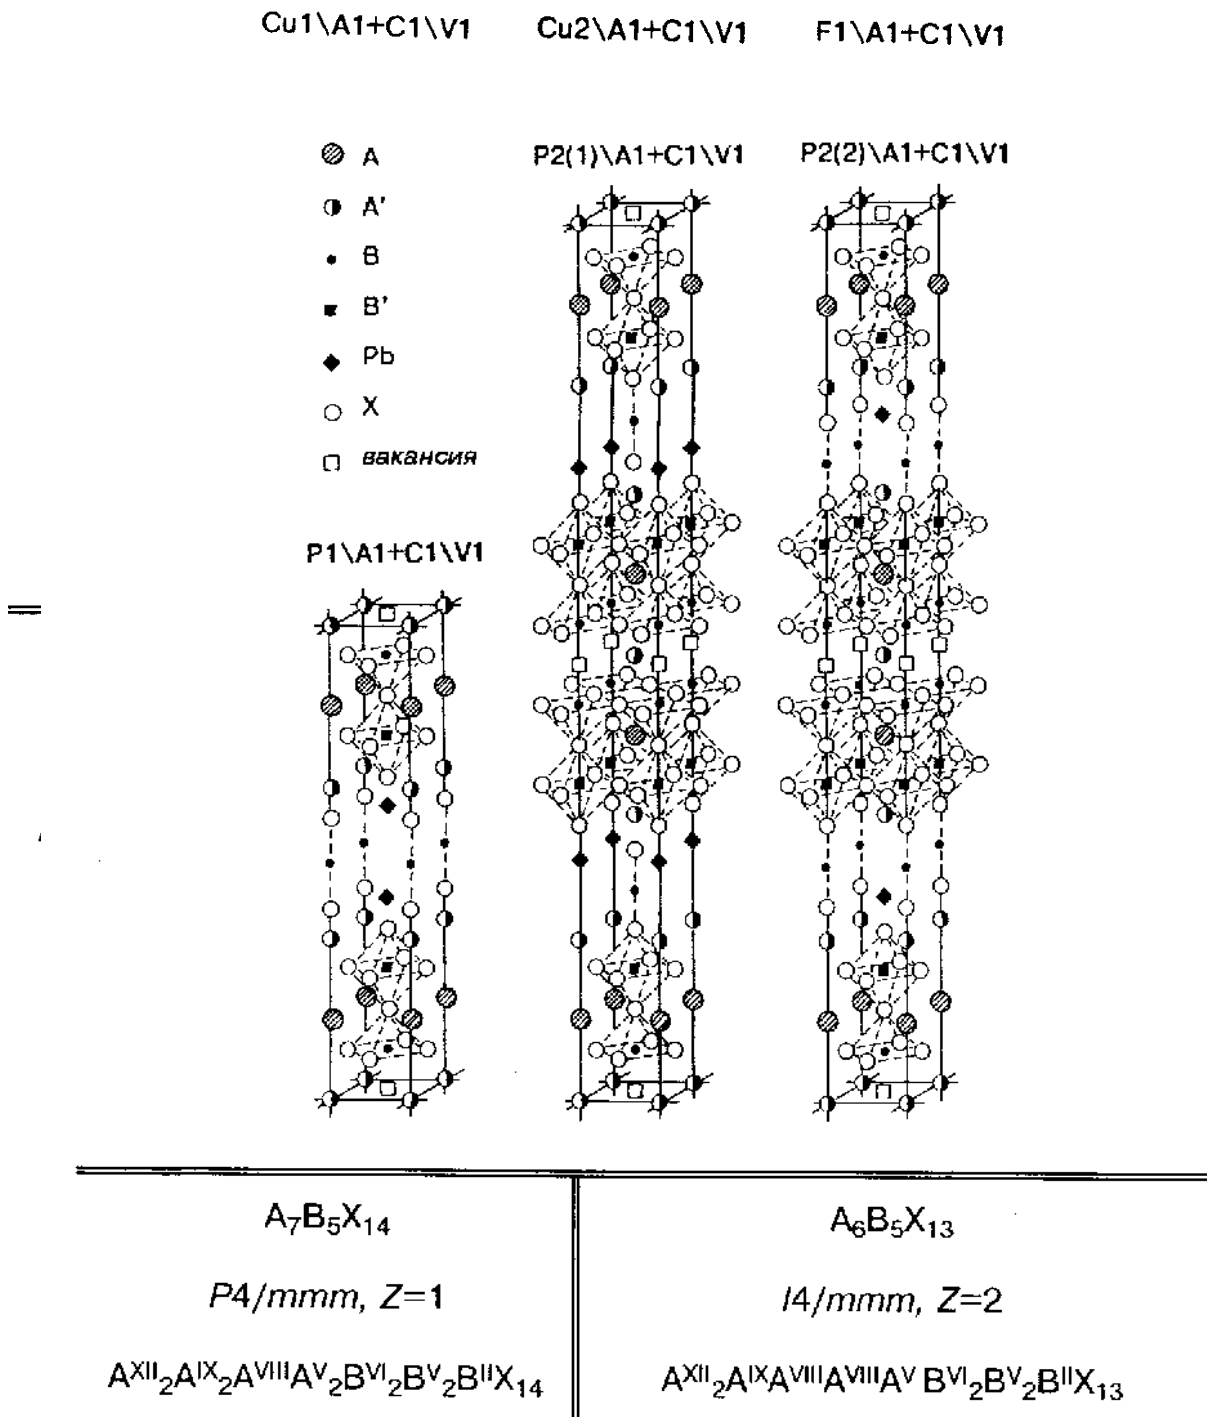 Cu1\A1+C1\V1 Cu2\A1+C1\V1 F1\A1+C1\V1
P2(1)\A1+C1\V1 P2(2)\A1+C1\V1
A
A'
B
B'
Pb
X
вакансия
P1\A1+C1\V1
A₇B₅X₁₄
P4/mmm, Z=1
Aˣᴵᴵ₂Aᴵˣ₂Aⱽᴵᴵᴵ​Aⱽ₂Bⱽᴵ₂Bⱽ₂BᴵᴵX₁₄
A₆B₅X₁₃
I4/mmm, Z=2
Aˣᴵᴵ₂AᴵˣAⱽᴵᴵᴵAⱽᴵᴵᴵAⱽ Bⱽᴵ₂Bⱽ₂BᴵᴵX₁₃